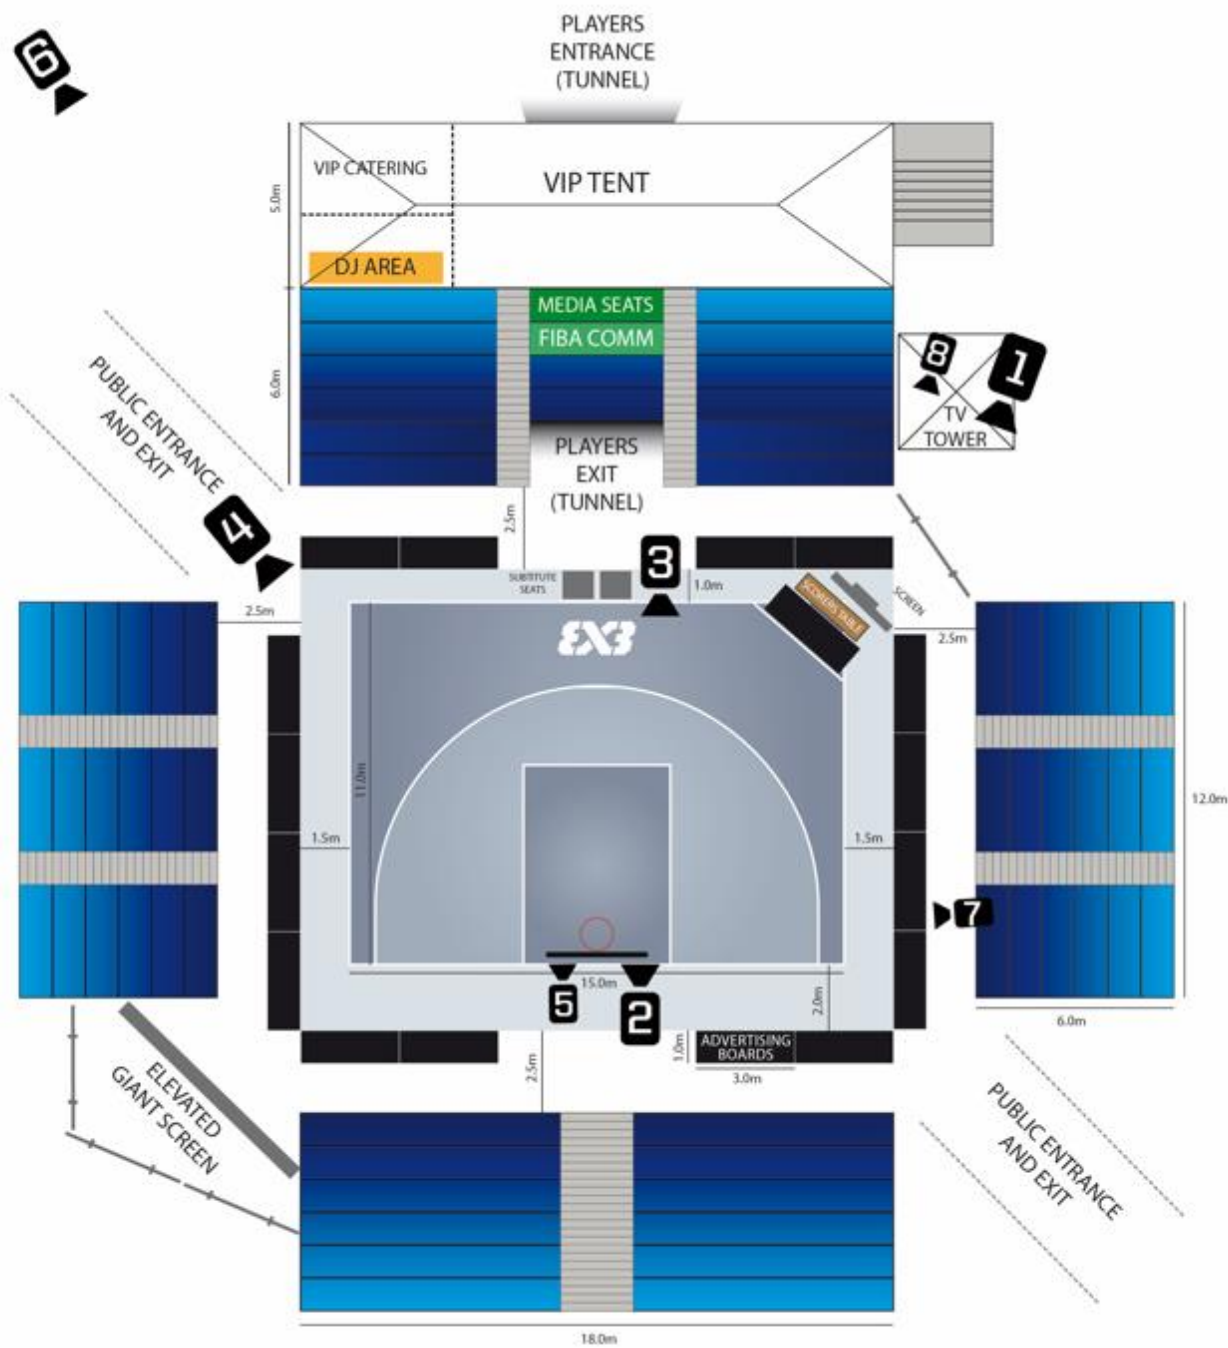 PLAYERS
ENTRANCE
(TUNNEL)
6
VIP CATERING
VIP TENT
5.0m
DJ AREA
MEDIA SEATS
FIBA COMM
6.0m
8
1
TV
TOWER
PUBLIC ENTRANCE
AND EXIT
PLAYERS
EXIT
(TUNNEL)
4
2.5m
3
SUBTITUTE
SEATS
1.0m
SCORERS TABLE
SCREEN
2.5m
2.5m
3X3
11.0m
12.0m
1.5m
1.5m
7
15.0m
5
2
2.0m
6.0m
2.5m
1.0m
ADVERTISING
BOARDS
3.0m
ELEVATED
GIANT SCREEN
PUBLIC ENTRANCE
AND EXIT
18.0m